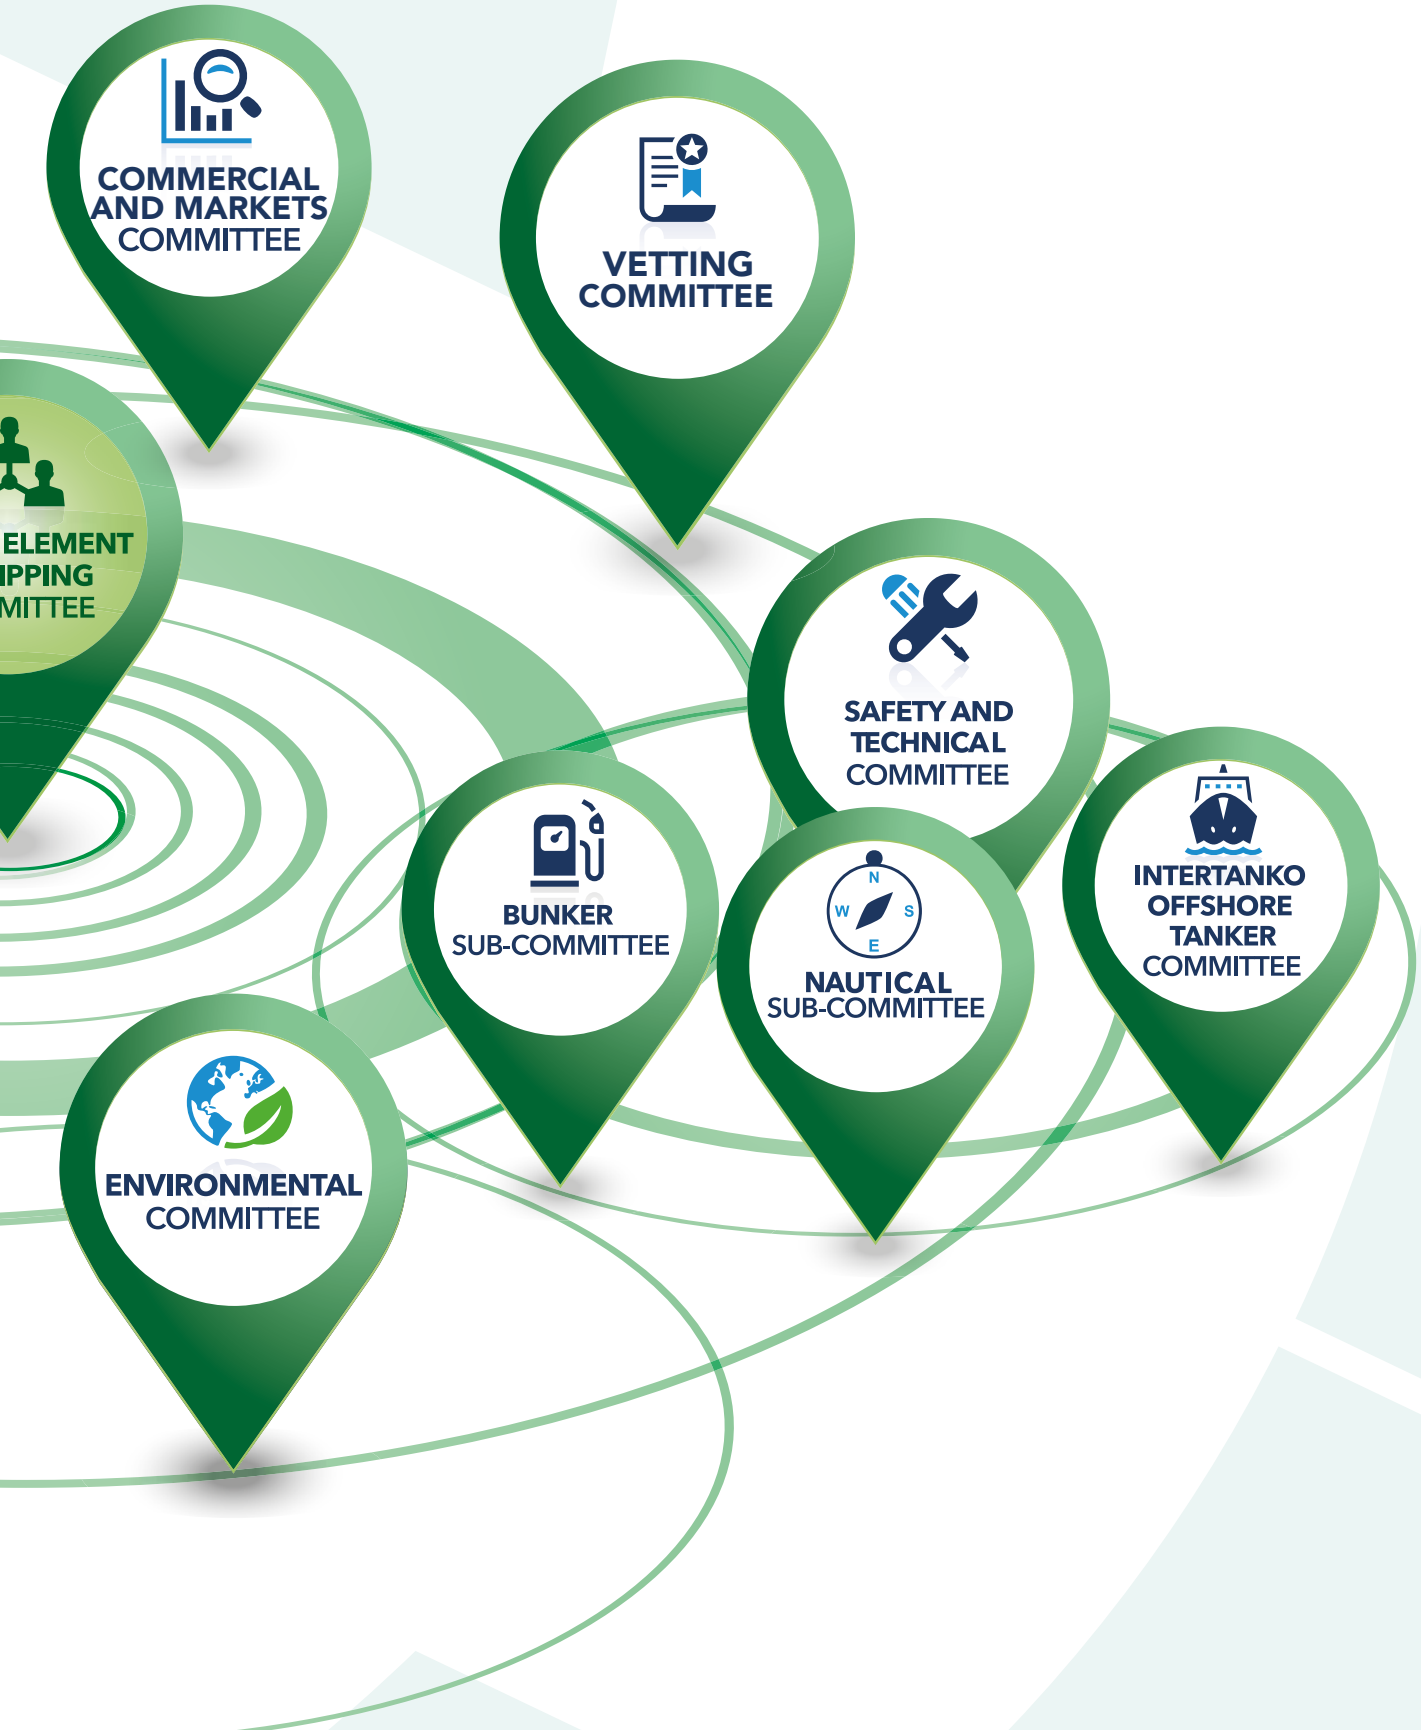 COMMERCIAL
AND MARKETS
COMMITTEE
VETTING
COMMITTEE
ELEMENT
IPPING
MITTEE
SAFETY AND
TECHNICAL
COMMITTEE
BUNKER
SUB-COMMITTEE
N
W S
E
NAUTICAL
SUB-COMMITTEE
INTERTANKO
OFFSHORE
TANKER
COMMITTEE
ENVIRONMENTAL
COMMITTEE